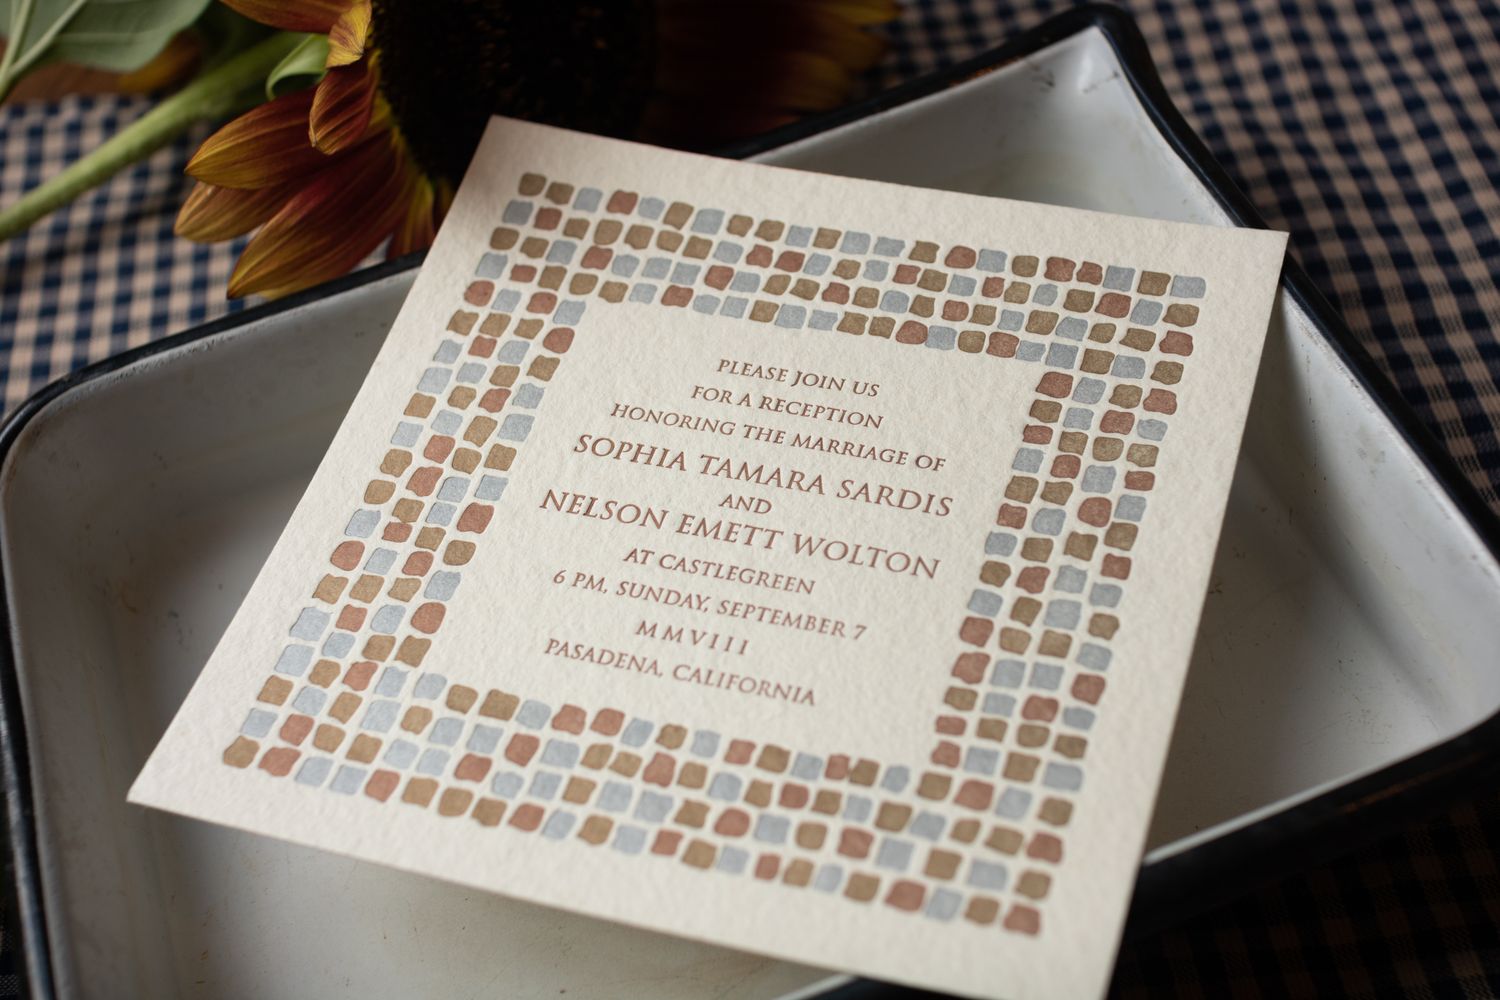 PLEASE JOIN US
FOR A RECEPTION
HONORING THE MARRIAGE OF
SOPHIA TAMARA SARDIS
AND
NELSON EMETT WOLTON
AT CASTLEGREEN
6 PM, SUNDAY, SEPTEMBER 7
MMVIII
PASADENA, CALIFORNIA